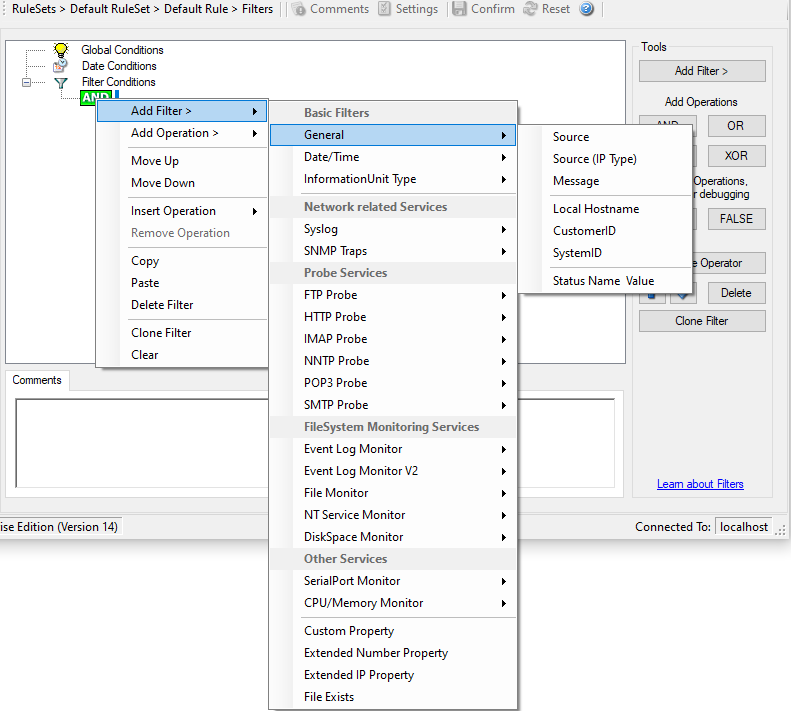 RuleSets > Default RuleSet > Default Rule > Filters
Comments
Settings
Confirm
Reset
Global Conditions
Date Conditions
Filter Conditions
AND
Add Filter >
Add Operation >
Move Up
Move Down
Insert Operation
Remove Operation
Copy
Paste
Delete Filter
Clone Filter
Clear
Basic Filters
General
Date/Time
InformationUnit Type
Network related Services
Syslog
SNMP Traps
Probe Services
FTP Probe
HTTP Probe
IMAP Probe
NNTP Probe
POP3 Probe
SMTP Probe
FileSystem Monitoring Services
Event Log Monitor
Event Log Monitor V2
File Monitor
NT Service Monitor
DiskSpace Monitor
Other Services
SerialPort Monitor
CPU/Memory Monitor
Custom Property
Extended Number Property
Extended IP Property
File Exists
Source
Source (IP Type)
Message
Local Hostname
CustomerID
SystemID
Status Name Value
Tools
Add Filter >
Add Operations
AND
OR
XOR
Operations,
debugging
FALSE
Operator
Delete
Clone Filter
Learn about Filters
Comments
ise Edition (Version 14)
Connected To:
localhost